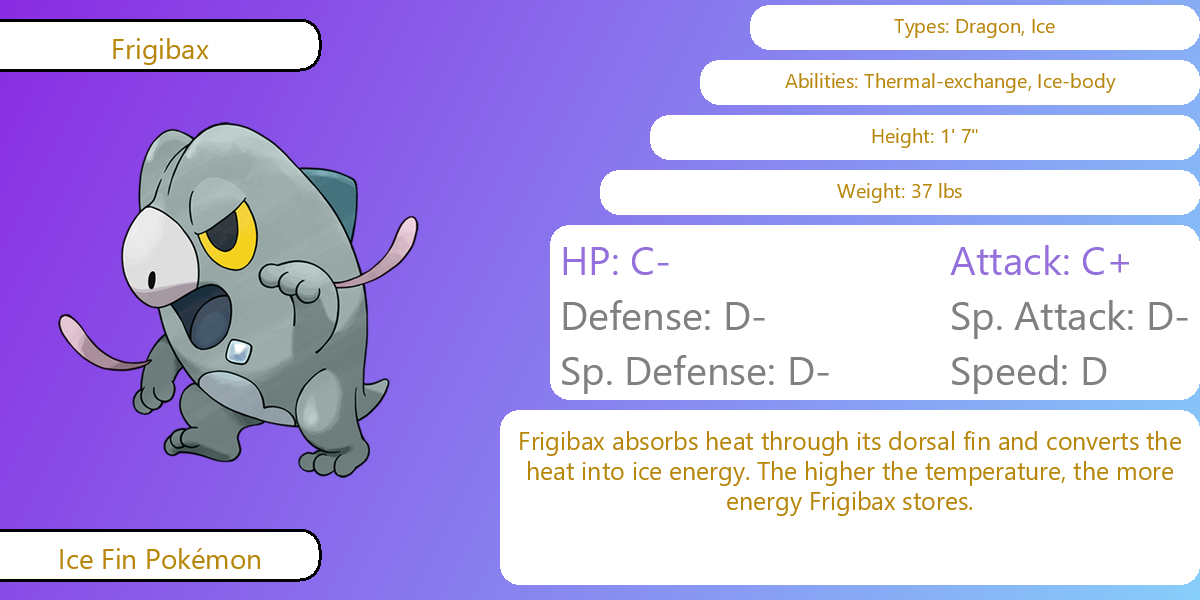 Frigibax
Types: Dragon, Ice
Abilities: Thermal-exchange, Ice-body
Height: 1' 7"
Weight: 37 lbs
HP: C-
Attack: C+
Defense: D-
Sp. Attack: D-
Sp. Defense: D-
Speed: D
Frigibax absorbs heat through its dorsal fin and converts the
heat into ice energy. The higher the temperature, the more
energy Frigibax stores.
Ice Fin Pokémon